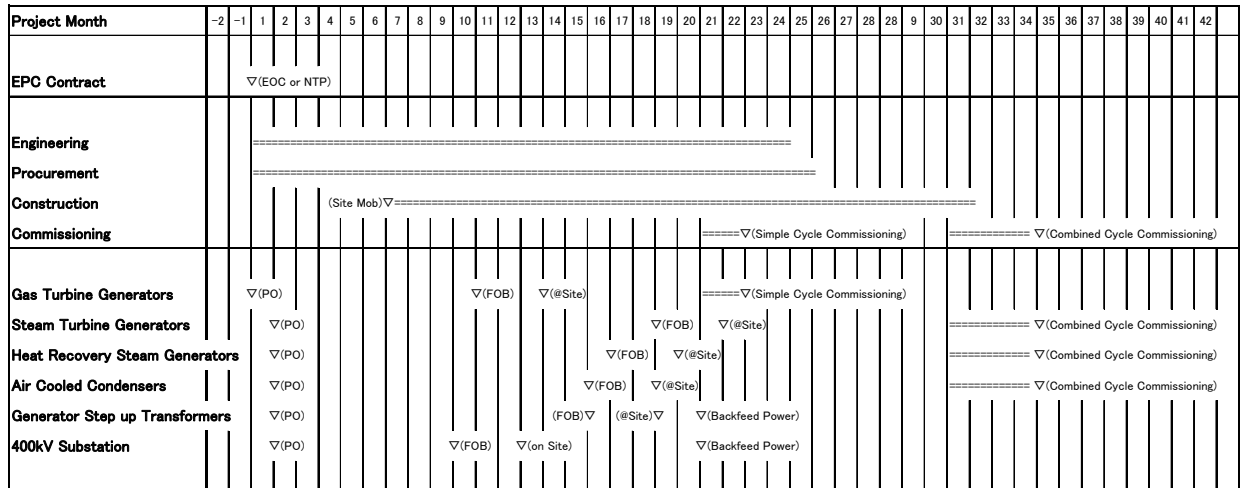 Project Month -2 -1 1 2 3 4 5 6 7 8 9 10 11 12 13 14 15 16 17 18 19 20 21 22 23 24 25 26 27 28 9 30 31 32 33 34 35 36 37 38 39 40 41 42
EPC Contract ▽(EOC or NTP)
Engineering
Procurement
Construction (Site Mob)▽
Commissioning ▽(Simple Cycle Commissioning) ▽(Combined Cycle Commissioning)
Gas Turbine Generators ▽(PO) ▽(FOB) ▽(@Site) ▽(Simple Cycle Commissioning)
Steam Turbine Generators ▽(PO) ▽(FOB) ▽(@Site) ▽(Combined Cycle Commissioning)
Heat Recovery Steam Generators ▽(PO) ▽(FOB) ▽(@Site) ▽(Combined Cycle Commissioning)
Air Cooled Condensers ▽(PO) ▽(FOB) ▽(@Site) ▽(Combined Cycle Commissioning)
Generator Step up Transformers ▽(PO) (FOB)▽ (@Site)▽ ▽(Backfeed Power)
400kV Substation ▽(PO) ▽(FOB) ▽(on Site) ▽(Backfeed Power)